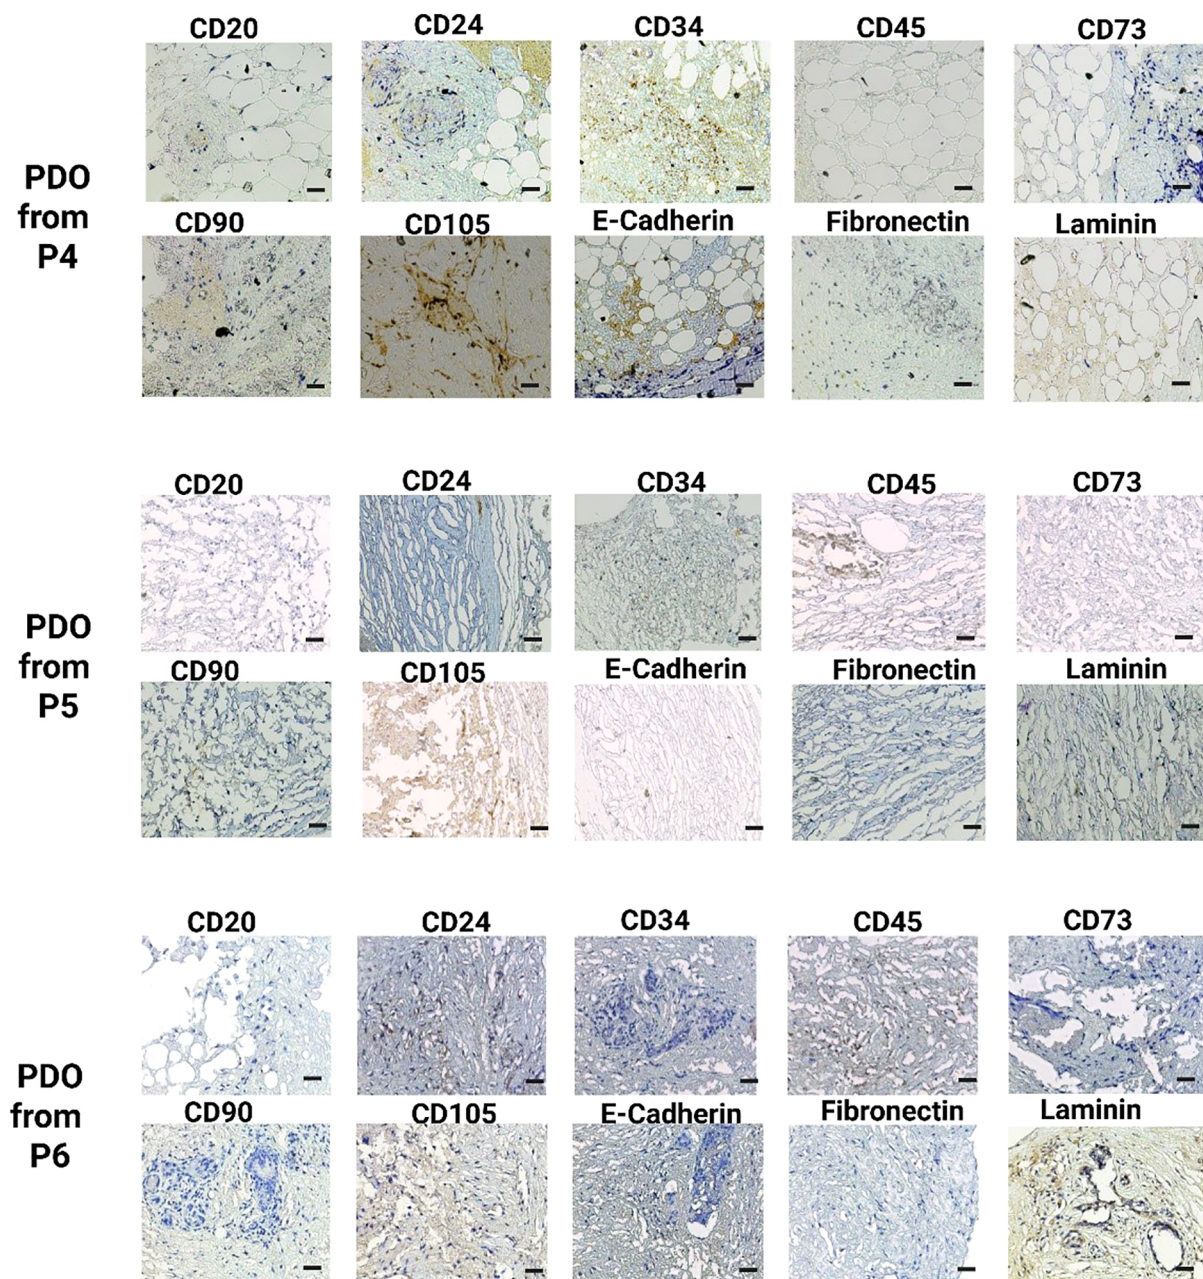 CD20 CD24 CD34 CD45 CD73
PDO
from
P4
CD90 CD105 E-Cadherin Fibronectin Laminin
CD20 CD24 CD34 CD45 CD73
PDO
from
P5
CD90 CD105 E-Cadherin Fibronectin Laminin
CD20 CD24 CD34 CD45 CD73
PDO
from
P6
CD90 CD105 E-Cadherin Fibronectin Laminin